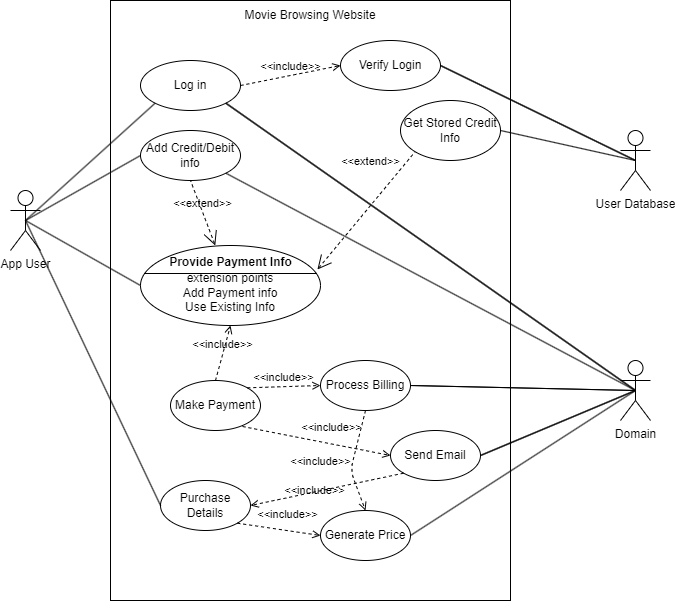 Movie Browsing Website
<<include>>
Verify Login
Log in
Get Stored Credit
Info
Add Credit/Debit
info
<<extend>>
<<extend>>
User Database
App User
Provide Payment Info
extension points
Add Payment info
Use Existing Info
<<include>>
<<include>>
Process Billing
Make Payment
<<include>>
Domain
Send Email
<<include>>
<<include>>
Purchase
Details
<<include>>
Generate Price